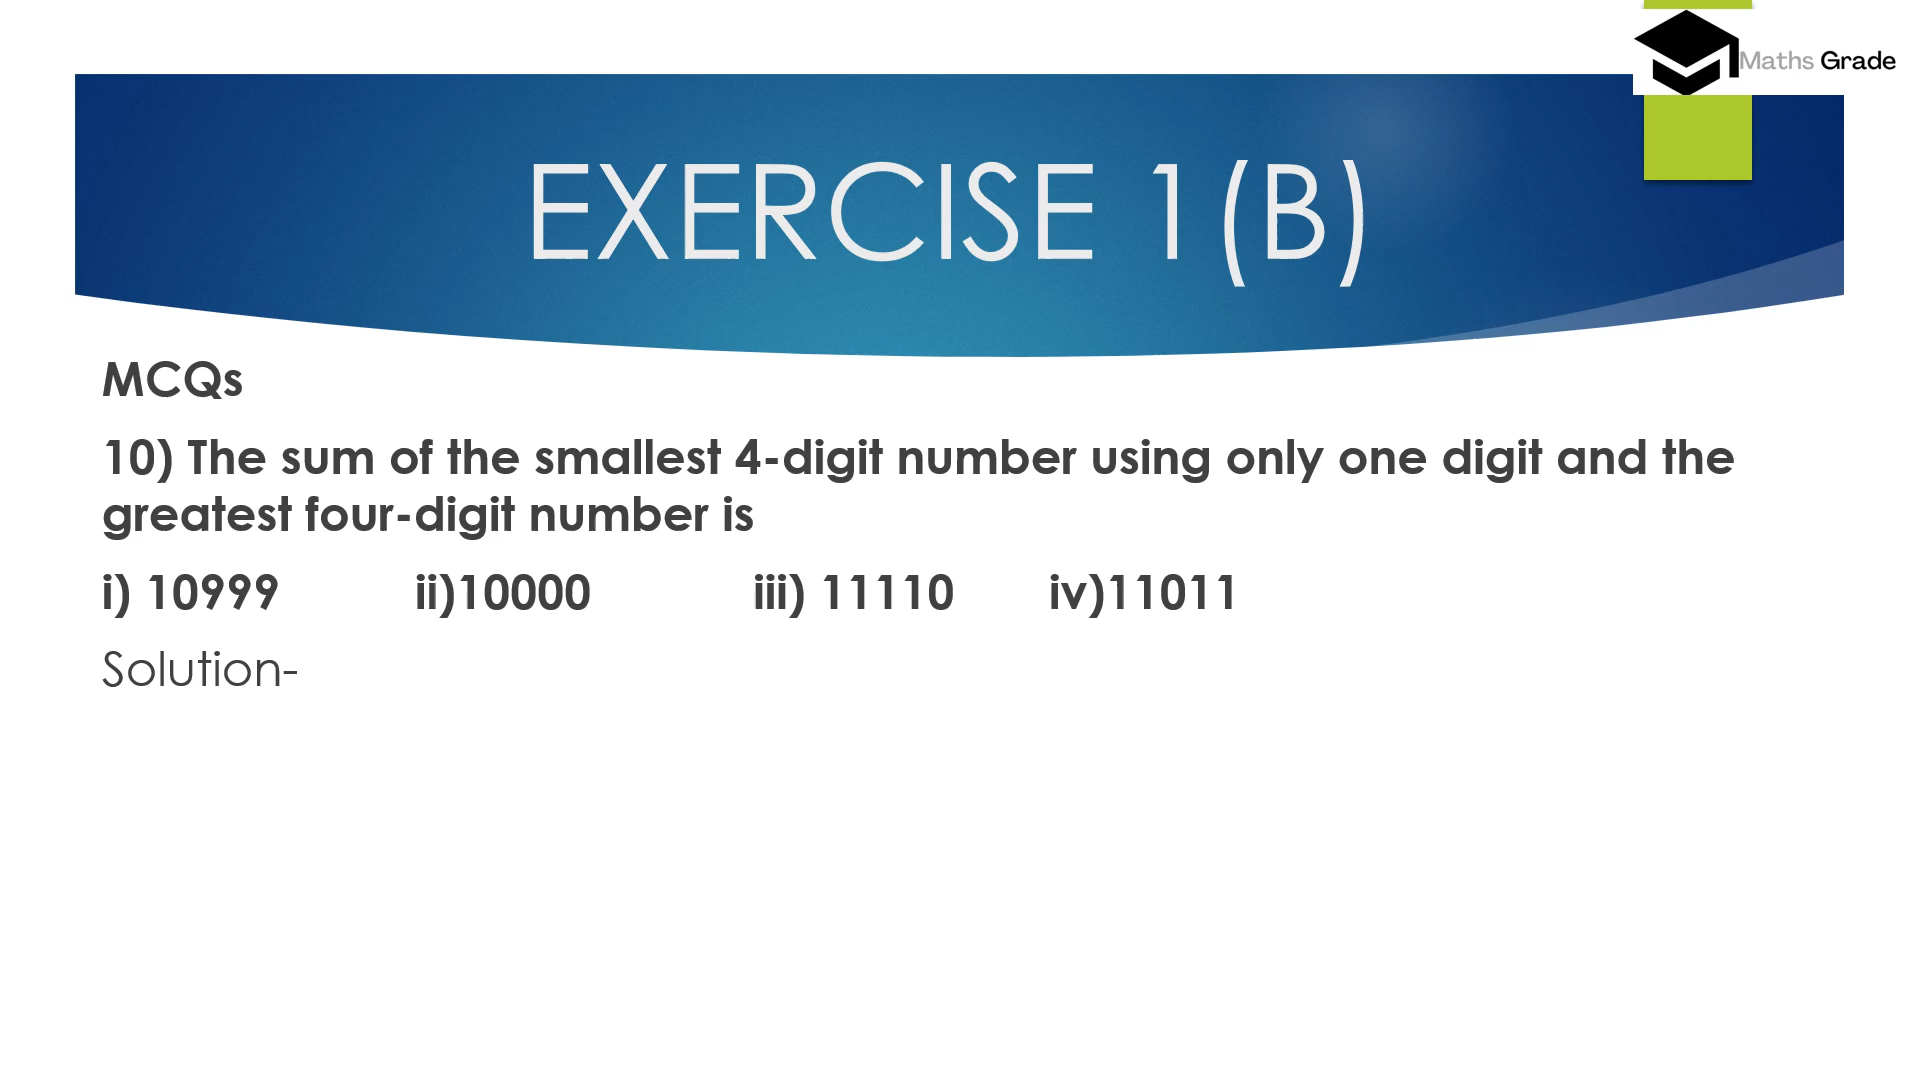 Maths Grade
EXERCISE 1(B)
MCQs
10) The sum of the smallest 4-digit number using only one digit and the
greatest four-digit number is
i) 10999 ii)10000 iii) 11110 iv)11011
Solution-